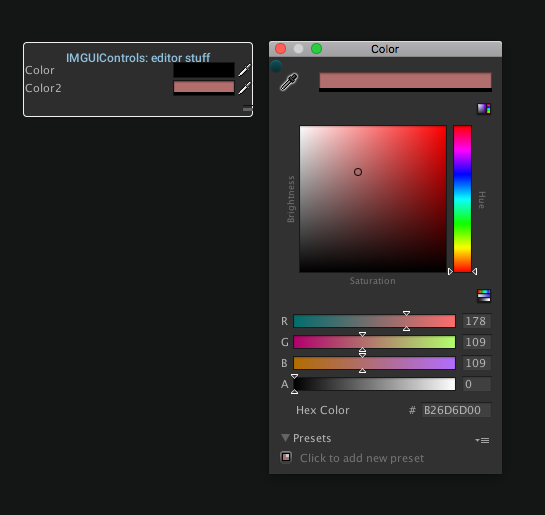 IMGUIControls: editor stuff
Color
Color2
Color
Brightness
Hue
Saturation
R 178
G 109
B 109
A 0
Hex Color # B26D6D00
Presets
Click to add new preset